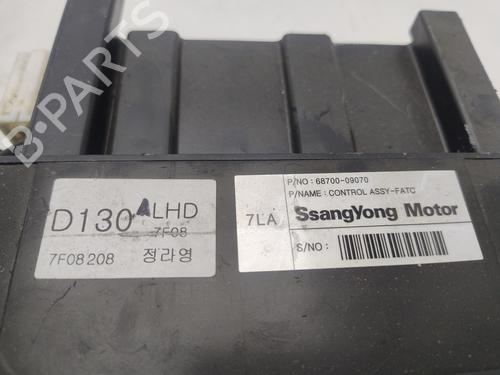 B-PARTS
D130 LHD
7F08
7F08208 정라영
P/NO : 68700-09070
P/NAME : CONTROL ASSY-FATC
7LA SsangYong Motor
S/NO :